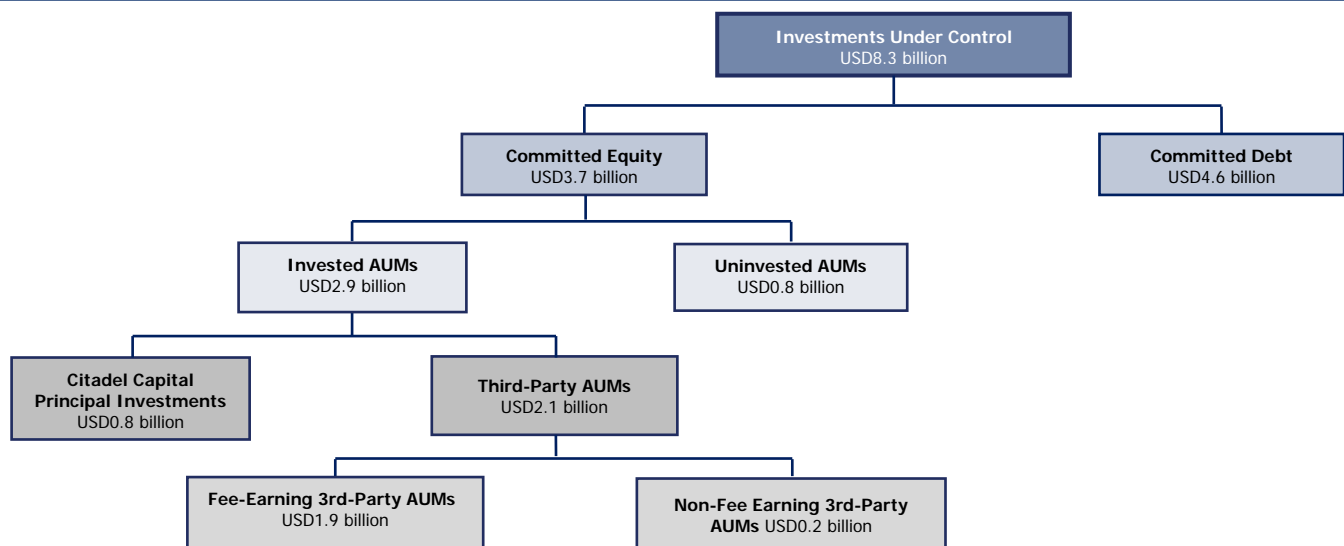 Investments Under Control
USD8.3 billion
Committed Equity
USD3.7 billion
Committed Debt
USD4.6 billion
Invested AUMs
USD2.9 billion
Uninvested AUMs
USD0.8 billion
Citadel Capital
Principal Investments
USD0.8 billion
Third-Party AUMs
USD2.1 billion
Fee-Earning 3rd-Party AUMs
USD1.9 billion
Non-Fee Earning 3rd-Party
AUMs USD0.2 billion